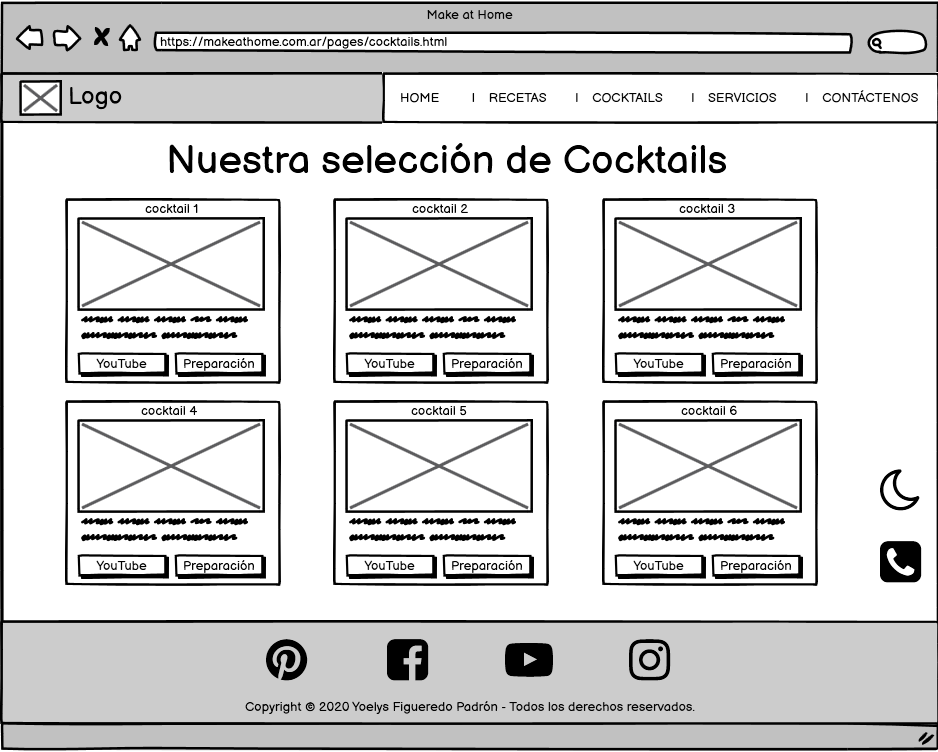 Make at Home
https://makeathome.com.ar/pages/cocktails.html
Logo
HOME | RECETAS | COCKTAILS | SERVICIOS | CONTÁCTENOS
Nuestra selección de Cocktails
cocktail 1 cocktail 2 cocktail 3
YouTube Preparación YouTube Preparación YouTube Preparación
cocktail 4 cocktail 5 cocktail 6
YouTube Preparación YouTube Preparación YouTube Preparación
Copyright © 2020 Yoelys Figueredo Padrón - Todos los derechos reservados.